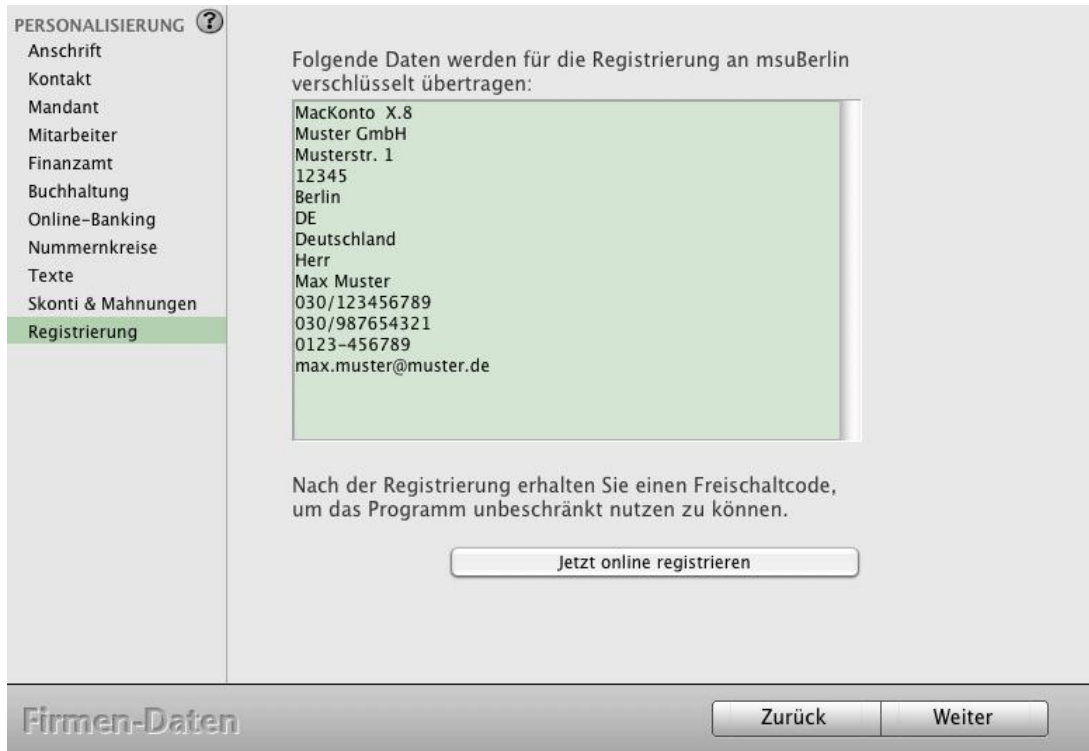 PERSONALISIERUNG ?
Anschrift
Kontakt
Mandant
Mitarbeiter
Finanzamt
Buchhaltung
Online-Banking
Nummernkreise
Texte
Skonti & Mahnungen
Registrierung
Folgende Daten werden für die Registrierung an msuBerlin
verschlüsselt übertragen:
MacKonto X.8
Muster GmbH
Musterstr. 1
12345
Berlin
DE
Deutschland
Herr
Max Muster
030/123456789
030/987654321
0123-456789
max.muster@muster.de
Nach der Registrierung erhalten Sie einen Freischaltcode,
um das Programm unbeschränkt nutzen zu können.
Jetzt online registrieren
Firmen-Daten
Zurück
Weiter